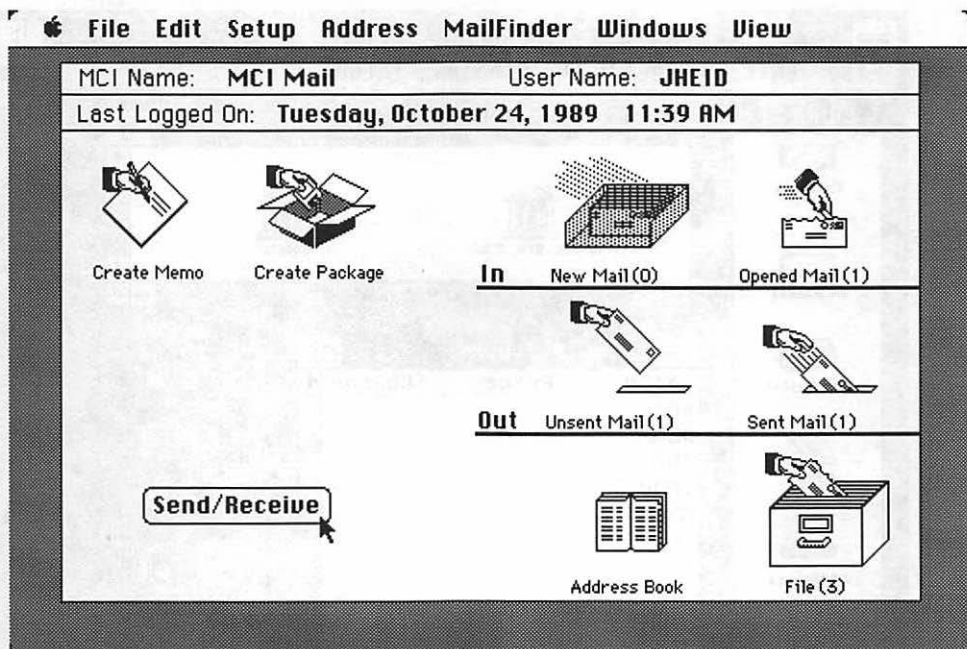 File Edit Setup Address MailFinder Windows View
MCI Name: MCI Mail User Name: JHEID
Last Logged On: Tuesday, October 24, 1989 11:39 AM
Create Memo Create Package In New Mail(0) Opened Mail(1)
Out Unsent Mail(1) Sent Mail(1)
Send/Receive
Address Book File(3)